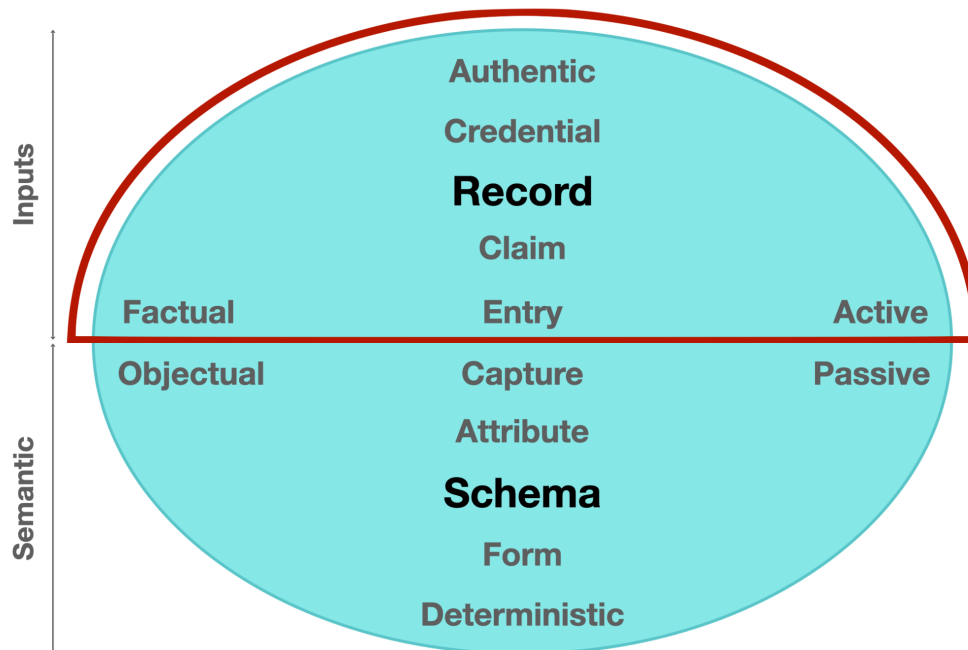 Authentic
Credential
Record
Claim
Factual Entry Active
Objectual Capture Passive
Attribute
Schema
Form
Deterministic
Inputs
Semantic